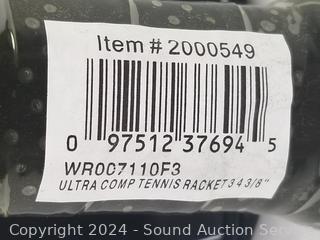 Item # 2000549
0 97512 37694 5
WR007110F3
ULTRA COMP TENNIS RACKET 3 4 3/8"
Copyright 2024 - Sound Auction Service